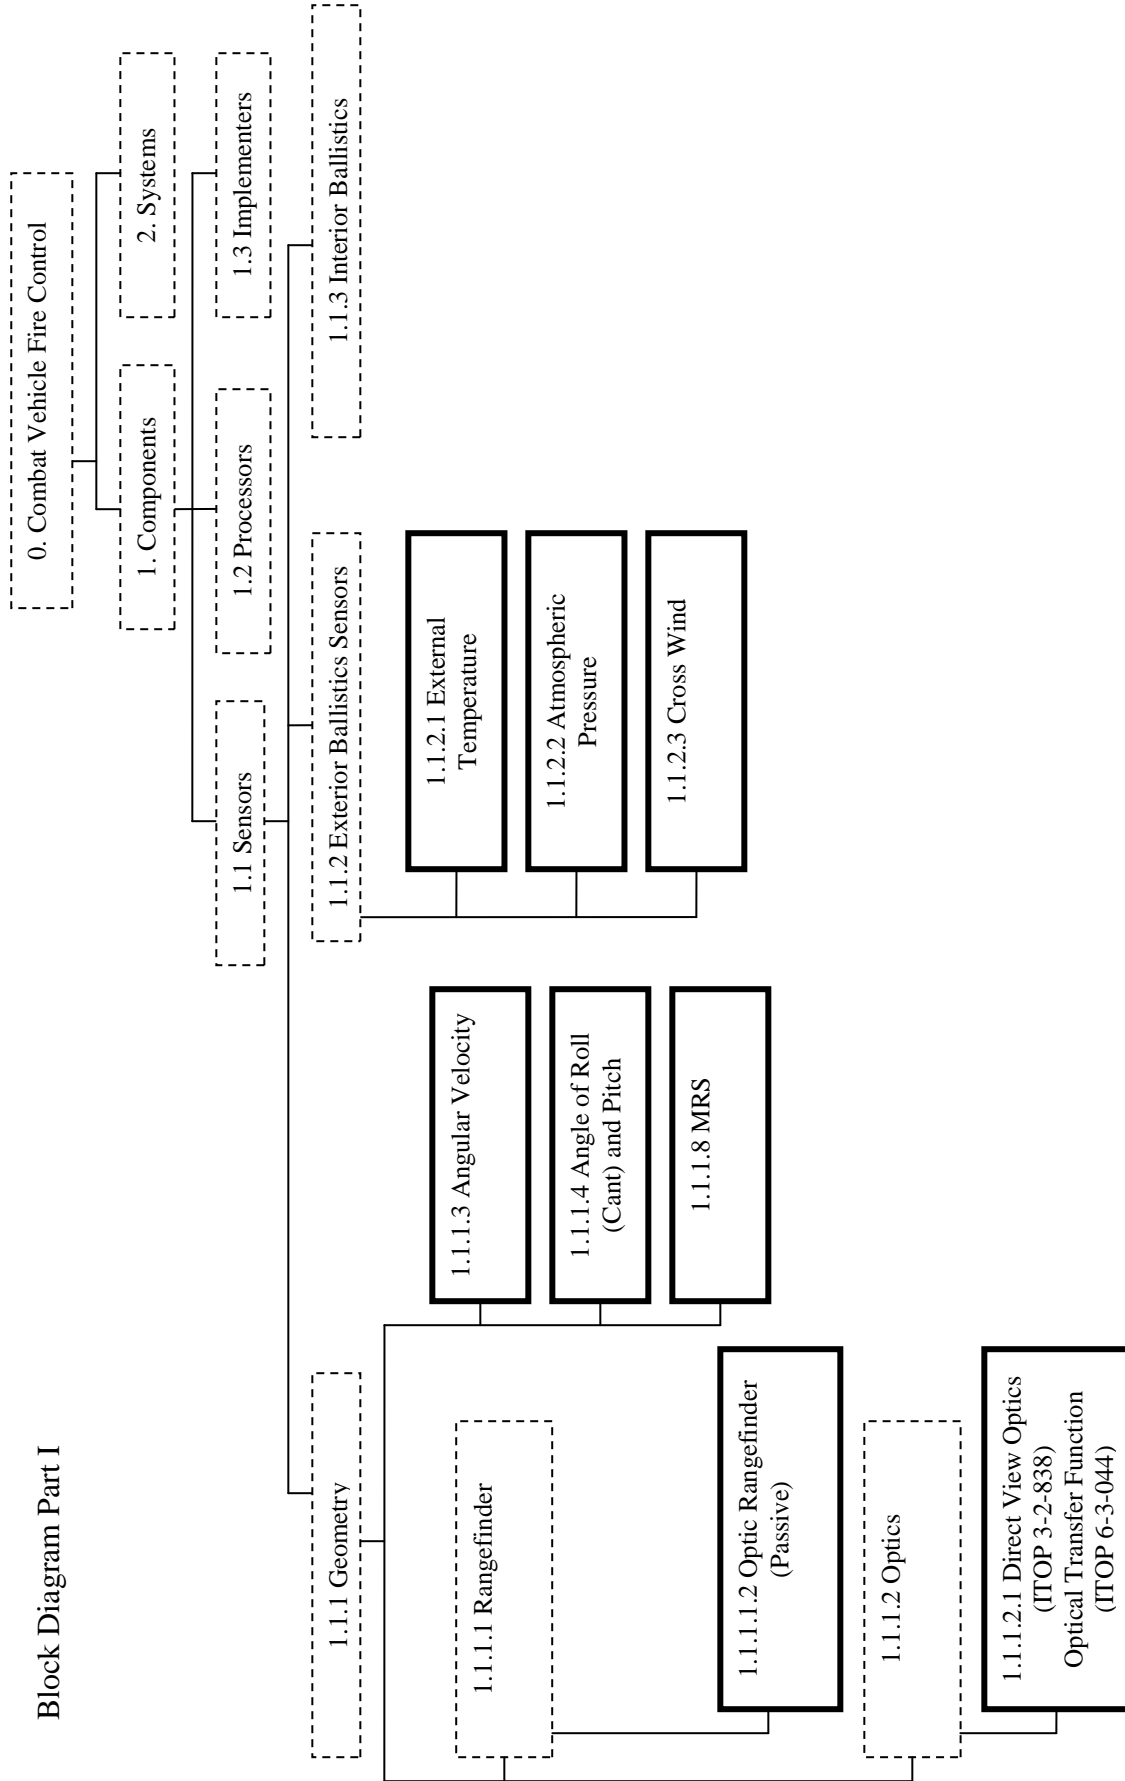 Block Diagram Part I
0. Combat Vehicle Fire Control
1. Components
2. Systems
1.1 Sensors
1.2 Processors
1.3 Implementers
1.1.1 Geometry
1.1.2 Exterior Ballistics Sensors
1.1.3 Interior Ballistics
1.1.1.1 Rangefinder
1.1.1.1.2 Optic Rangefinder
(Passive)
1.1.1.2 Optics
1.1.1.2.1 Direct View Optics
(ITOP 3-2-838)
Optical Transfer Function
(ITOP 6-3-044)
1.1.1.3 Angular Velocity
1.1.1.4 Angle of Roll
(Cant) and Pitch
1.1.1.8 MRS
1.1.2.1 External
Temperature
1.1.2.2 Atmospheric
Pressure
1.1.2.3 Cross Wind